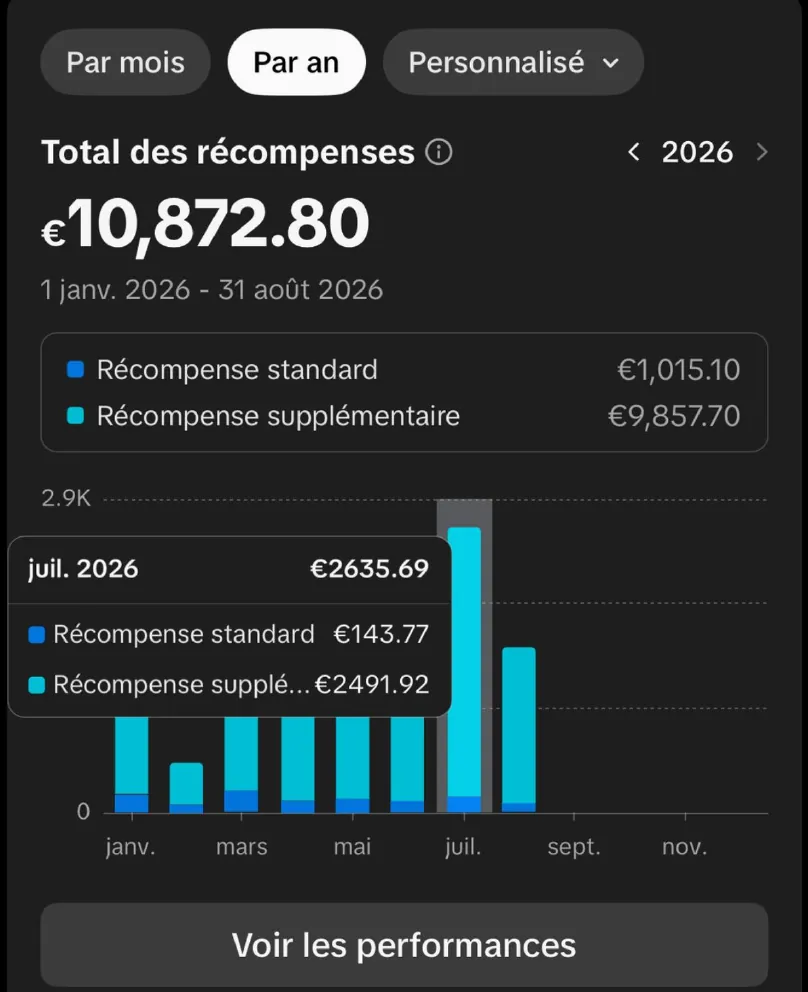 Par mois Par an Personnalisé
Total des récompenses 2026
€10,872.80
1 janv. 2026 - 31 août 2026
Récompense standard €1,015.10
Récompense supplémentaire €9,857.70
2.9K
juil. 2026 €2635.69
Récompense standard €143.77
Récompense supplé... €2491.92
0
janv. mars mai juil. sept. nov.
Voir les performances